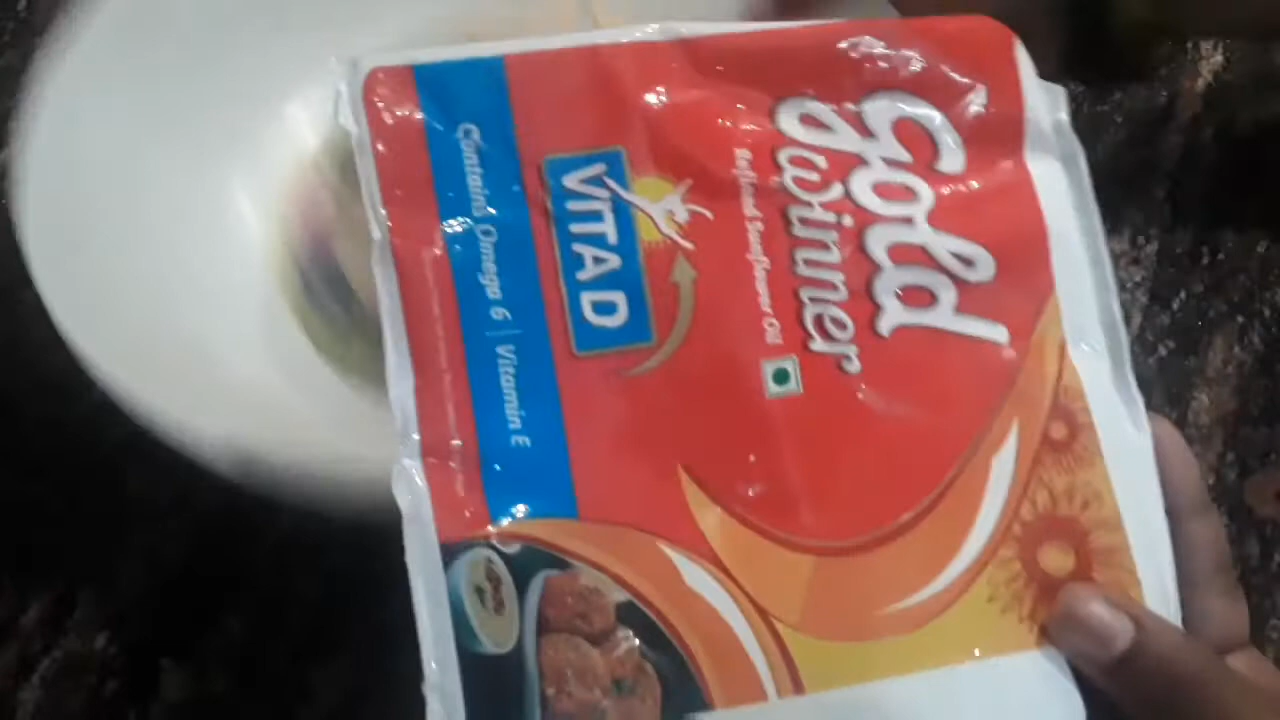 Gold
Winner
Refined Sunflower Oil
VITA D
Contains Omega 6 | Vitamin E